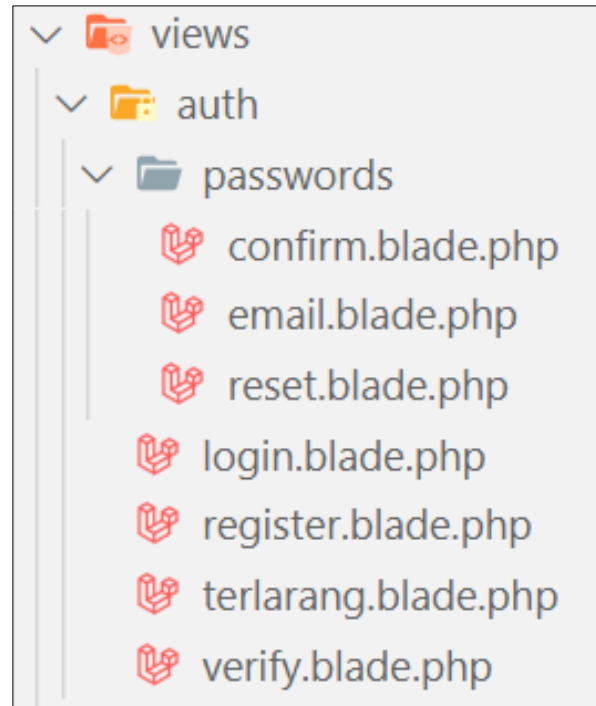 views
auth
passwords
confirm.blade.php
email.blade.php
reset.blade.php
login.blade.php
register.blade.php
terlarang.blade.php
verify.blade.php